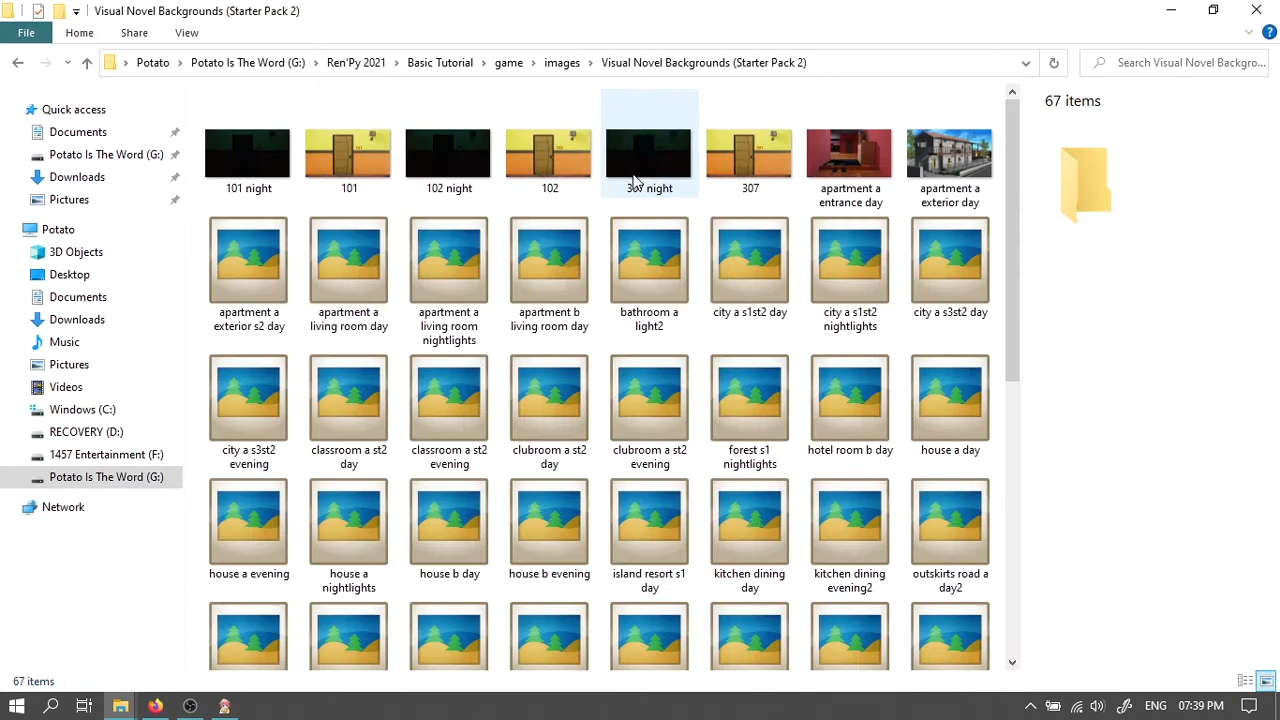 Visual Novel Backgrounds (Starter Pack 2)
File Home Share View
Potato Potato Is The Word (G:) Ren'Py 2021 Basic Tutorial game images Visual Novel Backgrounds (Starter Pack 2)
Search Visual Novel Backgro...
Quick access
Documents
Potato Is The Word (G:)
Downloads
Pictures
Potato
3D Objects
Desktop
Documents
Downloads
Music
Pictures
Videos
Windows (C:)
RECOVERY (D:)
1457 Entertainment (F:)
Potato Is The Word (G:)
Network
101 night
101
102 night
102
307 night
307
apartment a
entrance day
apartment a
exterior day
apartment a
exterior s2 day
apartment a
living room day
apartment a
living room
nightlights
apartment b
living room day
bathroom a
light2
city a s1st2 day
city a s1st2
nightlights
city a s3st2 day
city a s3st2
evening
classroom a st2
day
classroom a st2
evening
clubroom a st2
day
clubroom a st2
evening
forest s1
nightlights
hotel room b day
house a day
house a evening
house a
nightlights
house b day
house b evening
island resort s1
day
kitchen dining
day
kitchen dining
evening2
outskirts road a
day2
67 items
67 items
ENG 07:39 PM